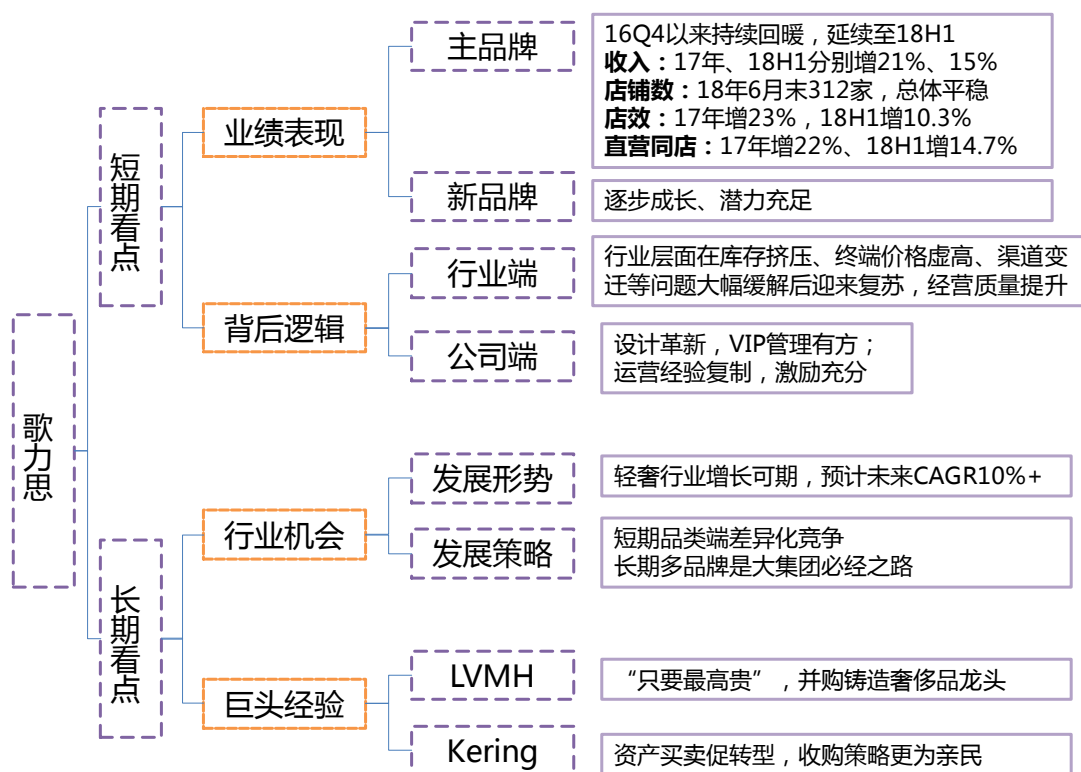 主品牌
16Q4以来持续回暖，延续至18H1
收入：17年、18H1分别增21%、15%
店铺数：18年6月末312家，总体平稳
店效：17年增23%，18H1增10.3%
直营同店：17年增22%、18H1增14.7%
业绩表现
短期看点
新品牌
逐步成长、潜力充足
行业端
行业层面在库存挤压、终端价格虚高、渠道变
迁等问题大幅缓解后迎来复苏，经营质量提升
背后逻辑
公司端
设计革新，VIP管理有方；
运营经验复制，激励充分
歌力思
发展形势
轻奢行业增长可期，预计未来CAGR10%+
行业机会
发展策略
短期品类端差异化竞争
长期多品牌是大集团必经之路
长期看点
LVMH
“只要最高贵”，并购铸造奢侈品龙头
巨头经验
Kering
资产买卖促转型，收购策略更为亲民